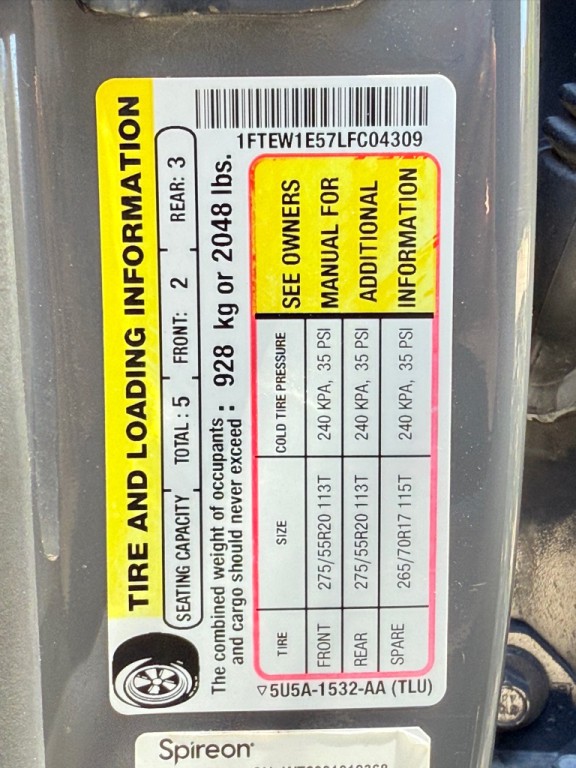 TIRE AND LOADING INFORMATION
SEATING CAPACITY TOTAL : 5 FRONT: 2 REAR: 3
The combined weight of occupants
and cargo should never exceed : 928 kg or 2048 lbs.
TIRE SIZE COLD TIRE PRESSURE SEE OWNERS
FRONT 275/55R20 113T 240 KPA, 35 PSI MANUAL FOR
REAR 275/55R20 113T 240 KPA, 35 PSI ADDITIONAL
SPARE 265/70R17 115T 240 KPA, 35 PSI INFORMATION
1FTEW1E57LFC04309
▽5U5A-1532-AA (TLU)
Spireon